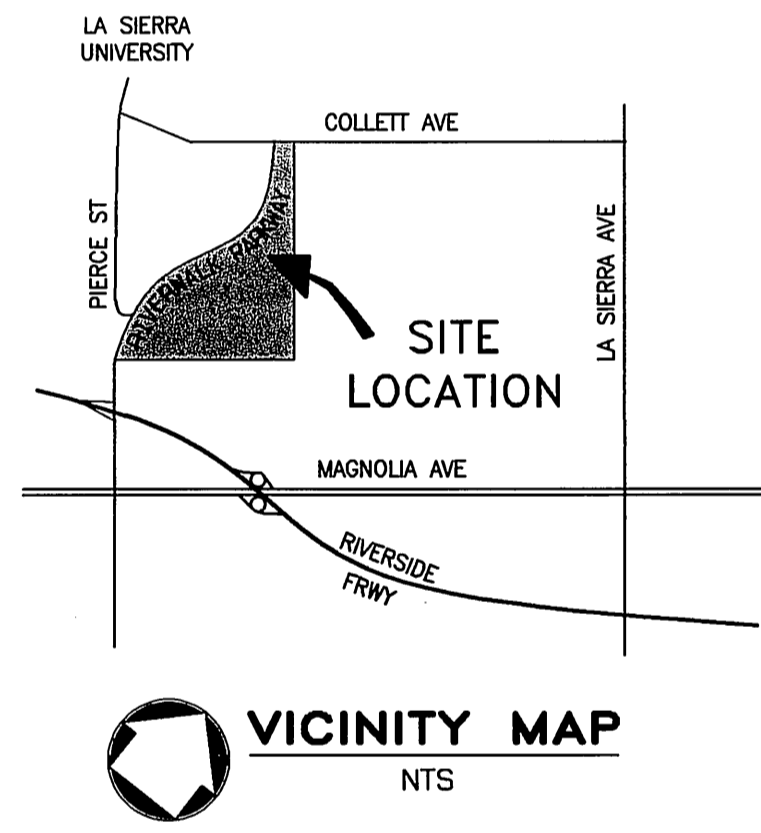 LA SIERRA
UNIVERSITY
COLLETT AVE
PIERCE ST
RIVERWALK PARKWAY
LA SIERRA AVE
SITE
LOCATION
MAGNOLIA AVE
RIVERSIDE
FRWY
VICINITY MAP
NTS